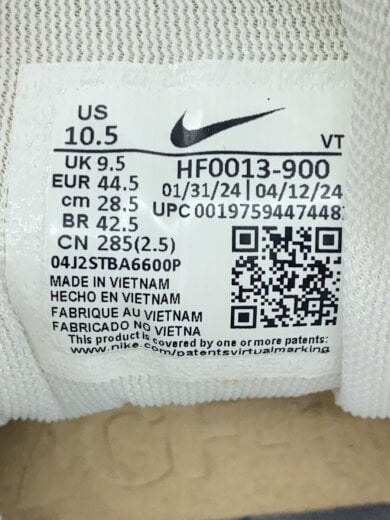 US
10.5
VT
UK 9.5
EUR 44.5
cm 28.5
BR 42.5
CN 285(2.5)
HF0013-900
01/31/24 | 04/12/24
UPC 0019759447448
04J2STBA6600P
MADE IN VIETNAM
HECHO EN VIETNAM
FABRIQUE AU VIETNAM
FABRICADO NO VIETNA
This product is covered by one or more patents:
www.nike.com/patentsvirtualmarking